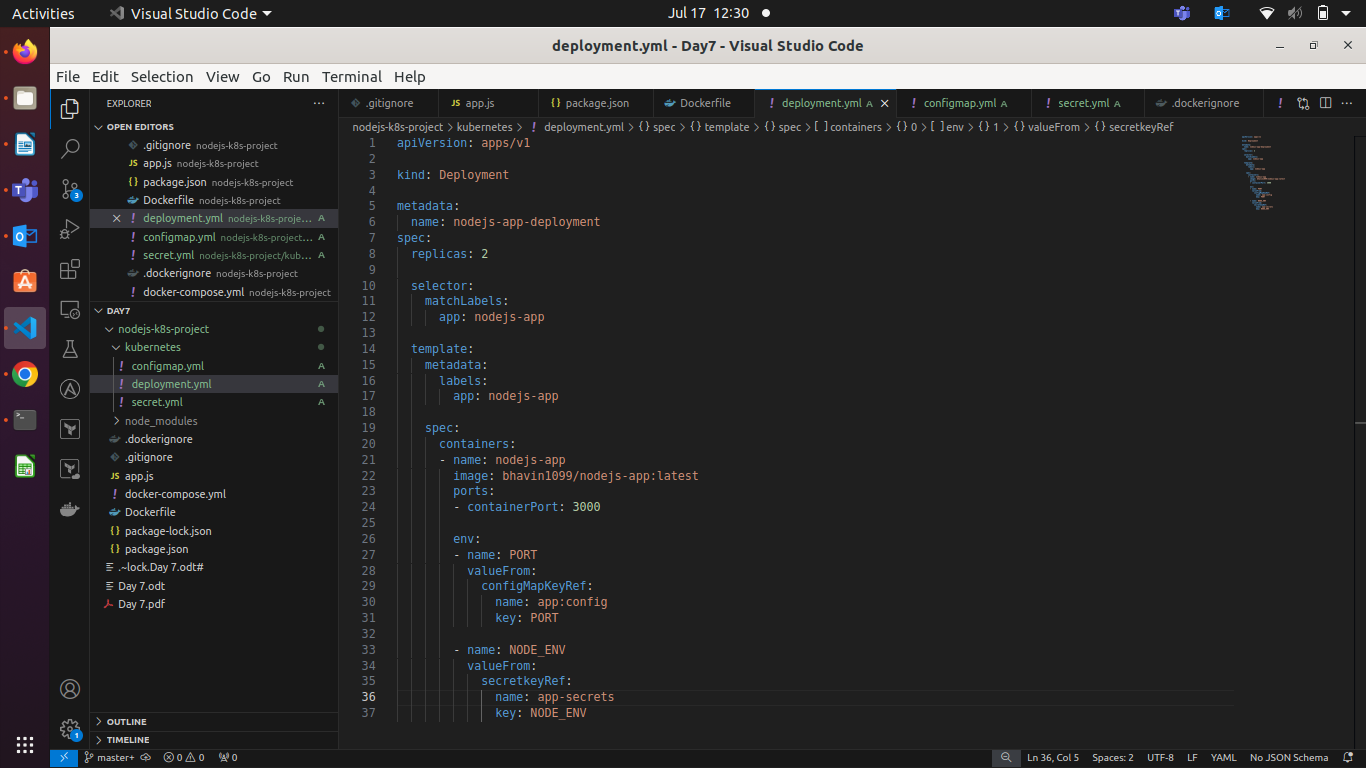 Activities
Visual Studio Code
Jul 17 12:30
deployment.yml - Day7 - Visual Studio Code
File Edit Selection View Go Run Terminal Help
EXPLORER
.gitignore
JS app.js
{} package.json
Dockerfile
! deployment.yml A
! configmap.yml A
! secret.yml A
.dockerignore
!
nodejs-k8s-project > kubernetes > ! deployment.yml > {} spec > {} template > {} spec > [ ] containers > {} 0 > [ ] env > {} 1 > {} valueFrom > {} secretkeyRef
OPEN EDITORS
.gitignore nodejs-k8s-project
JS app.js nodejs-k8s-project
{} package.json nodejs-k8s-project
Dockerfile nodejs-k8s-project
! deployment.yml nodejs-k8s-proje... A
! configmap.yml nodejs-k8s-project... A
! secret.yml nodejs-k8s-project/kub... A
.dockerignore nodejs-k8s-project
! docker-compose.yml nodejs-k8s-project
DAY7
nodejs-k8s-project
kubernetes
! configmap.yml A
! deployment.yml A
! secret.yml A
node_modules
.dockerignore
.gitignore
JS app.js
! docker-compose.yml
Dockerfile
{} package-lock.json
{} package.json
.~lock.Day 7.odt#
Day 7.odt
Day 7.pdf
OUTLINE
TIMELINE
3
1
1 apiVersion: apps/v1
2
3 kind: Deployment
4
5 metadata:
6   name: nodejs-app-deployment
7 spec:
8   replicas: 2
9
10   selector:
11     matchLabels:
12       app: nodejs-app
13
14   template:
15     metadata:
16       labels:
17         app: nodejs-app
18
19     spec:
20       containers:
21       - name: nodejs-app
22         image: bhavin1099/nodejs-app:latest
23         ports:
24         - containerPort: 3000
25
26         env:
27         - name: PORT
28           valueFrom:
29             configMapKeyRef:
30               name: app:config
31               key: PORT
32
33         - name: NODE_ENV
34           valueFrom:
35             secretkeyRef:
36               name: app-secrets
37               key: NODE_ENV
master+
0 0
0
Ln 36, Col 5
Spaces: 2
UTF-8
LF
YAML
No JSON Schema